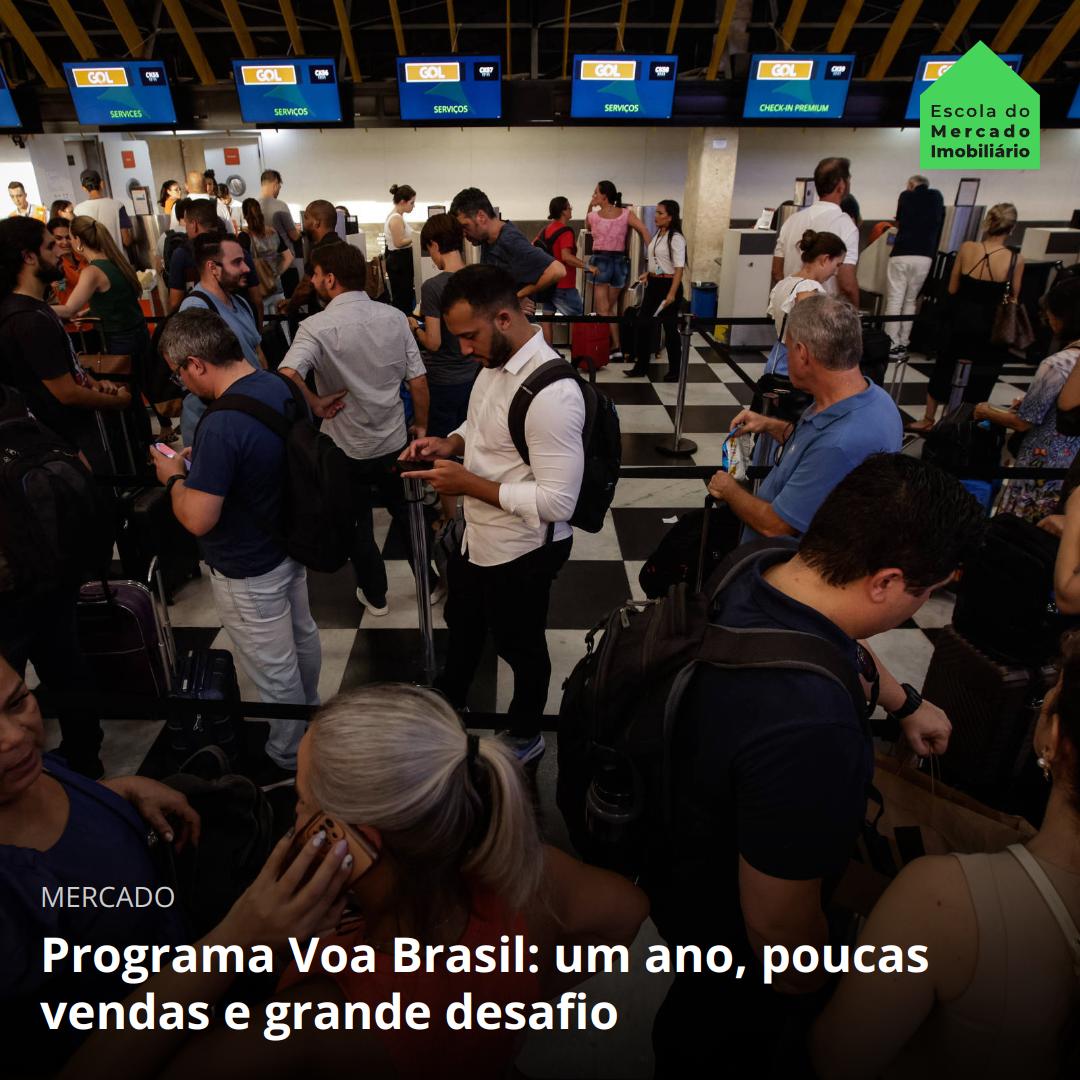 GOL
SERVICES
GOL
SERVIÇOS
GOL
SERVIÇOS
GOL
SERVIÇOS
GOL
CHECK-IN PREMIUM
Escola do
Mercado
Imobiliário
MERCADO
Programa Voa Brasil: um ano, poucas
vendas e grande desafio